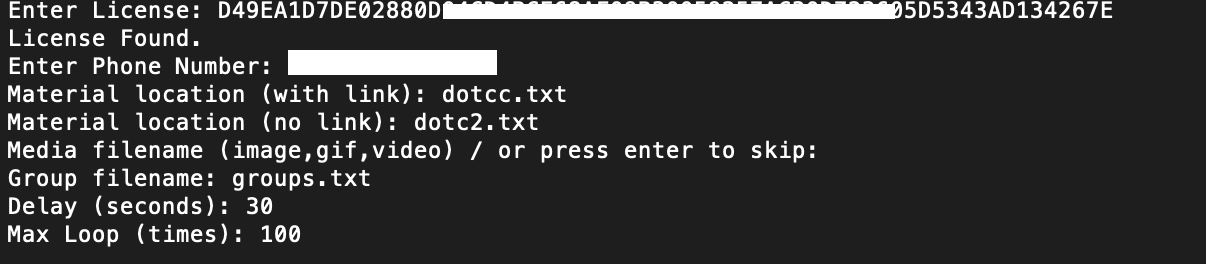 Enter License: D49EA1D7DE02880D 05D5343AD134267E
License Found.
Enter Phone Number:
Material location (with link): dotcc.txt
Material location (no link): dotc2.txt
Media filename (image,gif,video) / or press enter to skip:
Group filename: groups.txt
Delay (seconds): 30
Max Loop (times): 100